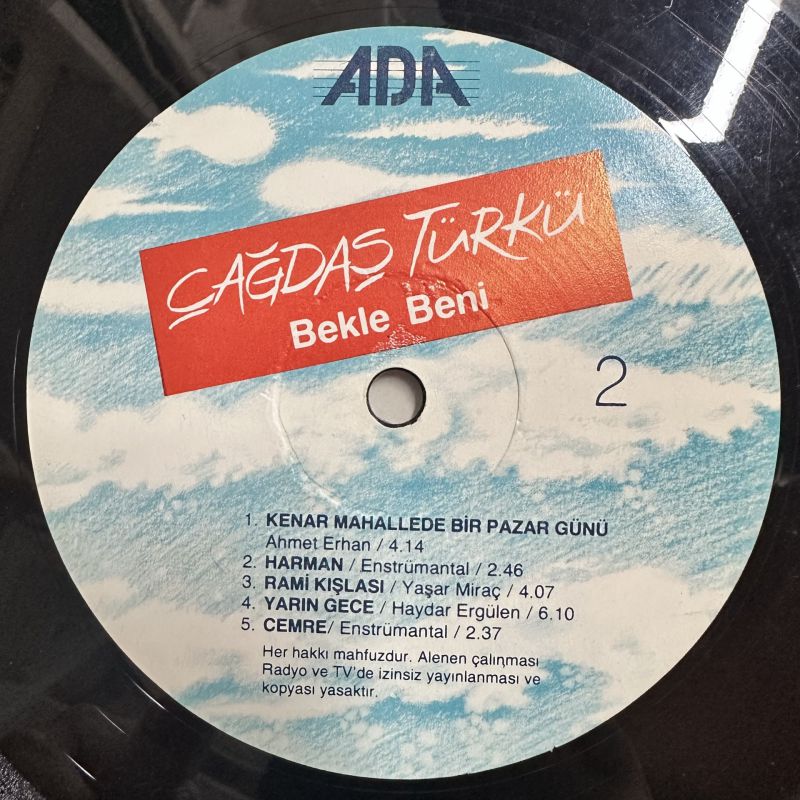 ADA
ÇAĞDAŞ TÜRKÜ
Bekle Beni
2
1. KENAR MAHALLEDE BİR PAZAR GÜNÜ
Ahmet Erhan / 4.14
2. HARMAN / Enstrümantal / 2.46
3. RAMİ KIŞLASI / Yaşar Miraç / 4.07
4. YARIN GECE / Haydar Ergülen / 6.10
5. CEMRE/ Enstrümantal / 2.37
Her hakkı mahfuzdur. Alenen çalınması
Radyo ve TV'de izinsiz yayınlanması ve
kopyası yasaktır.